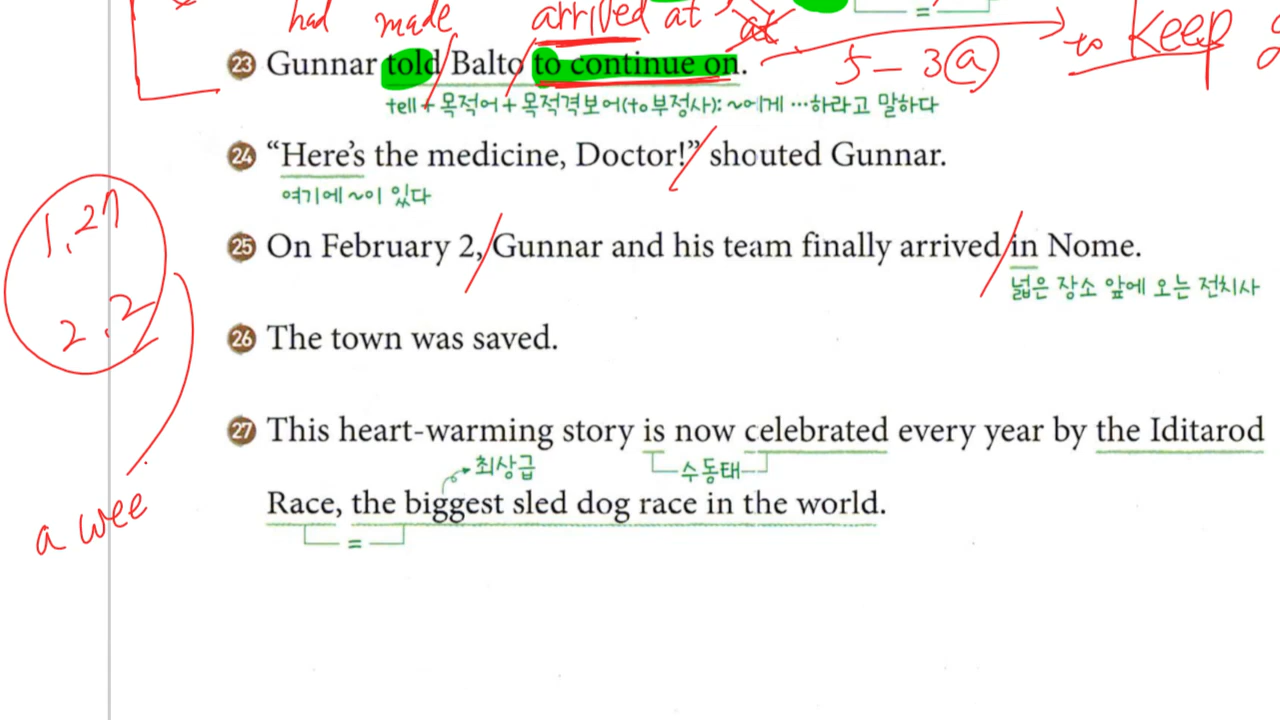 had made arrived at at
to keep
5-3ⓐ
㉓ Gunnar told Balto to continue on.
tell+목적어+목적격보어(to부정사): ~에게 …하라고 말하다
㉔ “Here’s the medicine, Doctor!” shouted Gunnar.
여기에 ~이 있다
1, 27
㉕ On February 2, Gunnar and his team finally arrived in Nome.
넓은 장소 앞에 오는 전치사
2. 2
㉖ The town was saved.
㉗ This heart-warming story is now celebrated every year by the Iditarod
최상급 수동태
Race, the biggest sled dog race in the world.
=
a wee